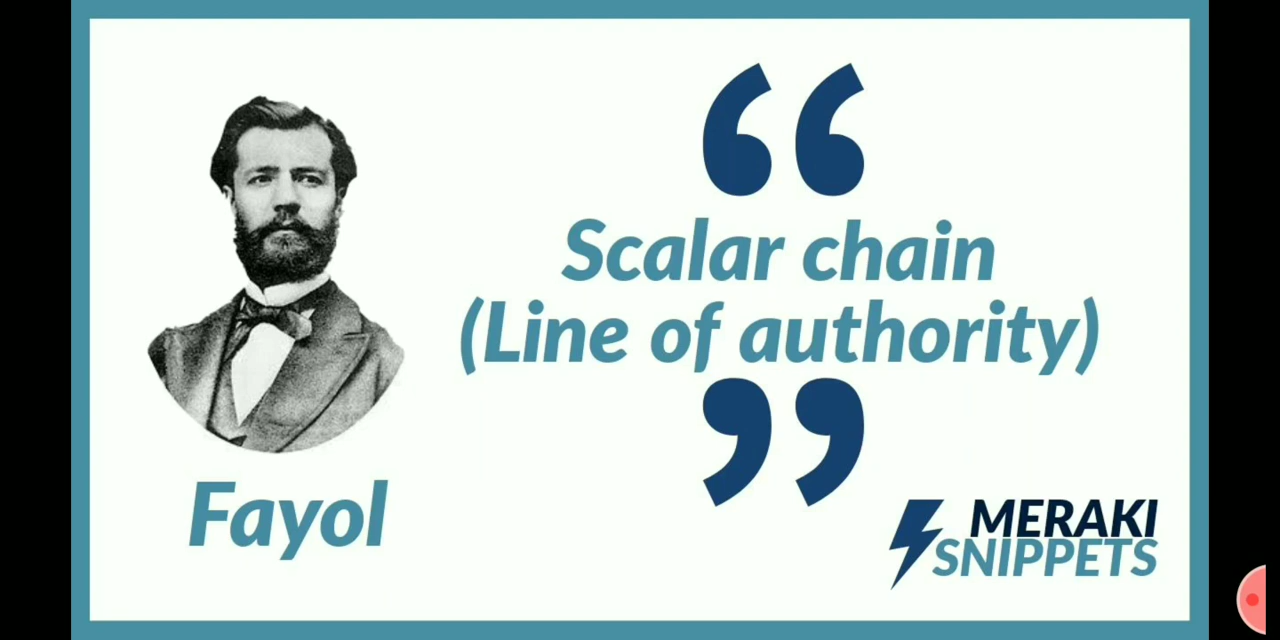 “
Scalar chain
(Line of authority)
”
Fayol
MERAKI
SNIPPETS